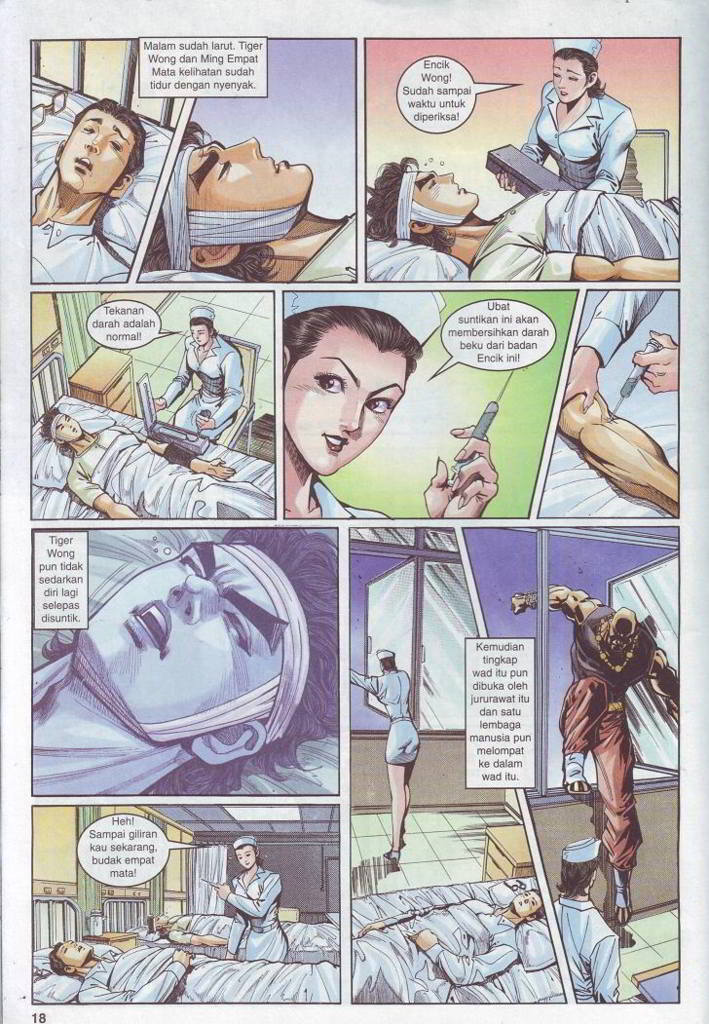 Malam sudah larut. Tiger
Wong dan Ming Empat
Mata kelihatan sudah
tidur dengan nyenyak.
Encik
Wong!
Sudah sampai
waktu untuk
diperiksa!
Tekanan
darah adalah
normal!
Ubat
suntikan ini akan
membersihkan darah
beku dari badan
Encik ini!
Tiger
Wong
pun tidak
sedarkan
diri lagi
selepas
disuntik.
Kemudian
tingkap
wad itu pun
dibuka oleh
jururawat itu
dan satu
lembaga
manusia pun
melompat
ke dalam
wad itu.
Heh!
Sampai giliran
kau sekarang,
budak empat
mata!
18